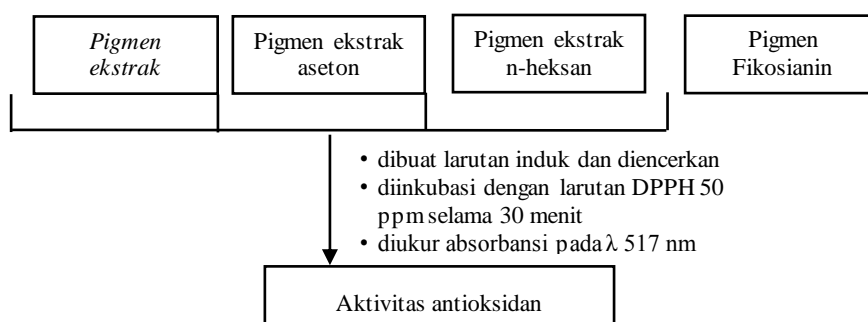 Pigmen
ekstrak
Pigmen ekstrak
aseton
Pigmen ekstrak
n-heksan
Pigmen
Fikosianin
• dibuat larutan induk dan diencerkan
• diinkubasi dengan larutan DPPH 50
ppm selama 30 menit
• diukur absorbansi pada λ 517 nm
Aktivitas antioksidan